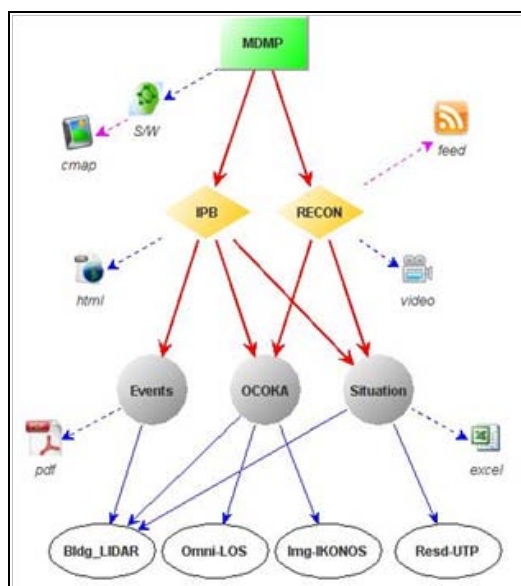 MDMP
S/W
cmap
feed
IPB
RECON
html
video
Events
OCOKA
Situation
PDF
pdf
excel
Bldg_LIDAR
Omni-LOS
Img-IKONOS
Resd-UTP